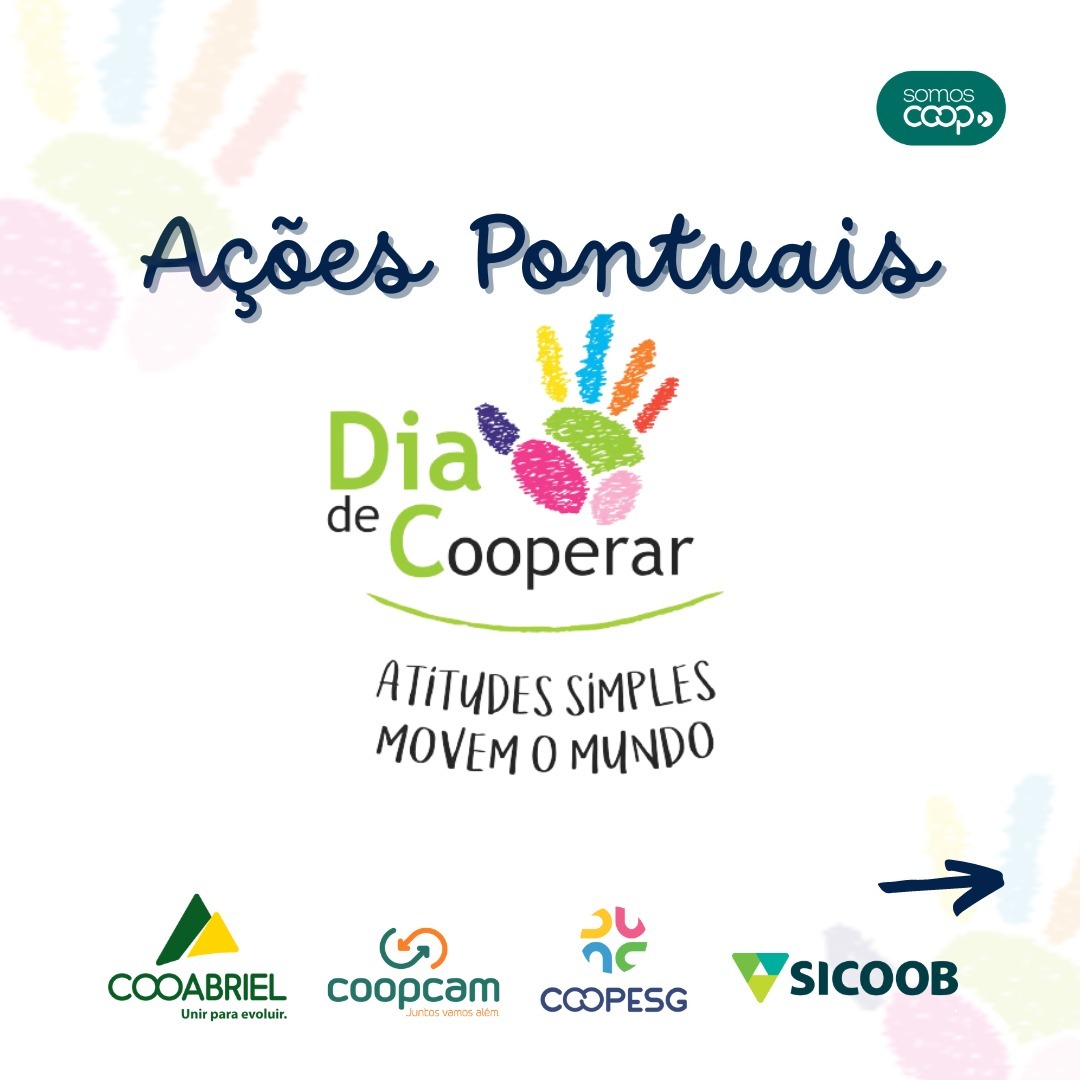 somos
coop
Ações Pontuais
Dia
de Cooperar
ATITUDES SIMPLES
MOVEM O MUNDO
COOABRIEL
Unir para evoluir.
coopcam
Juntos vamos além
COOPESG
SICOOB